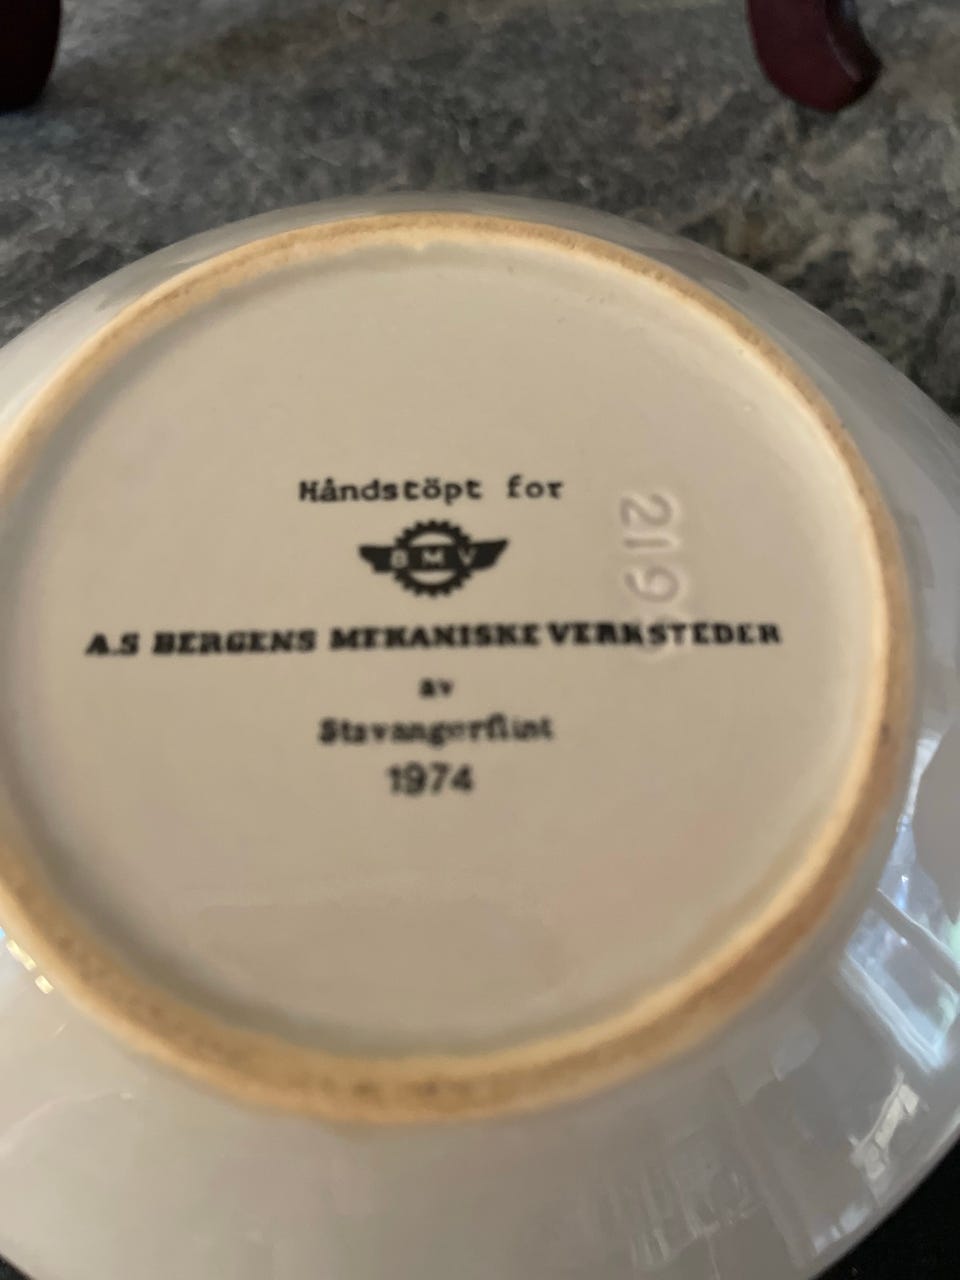 Håndstöpt for
BMV
A.S BERGENS MEKANISKE VERKSTEDER
av
Stavangerflint
1974
219